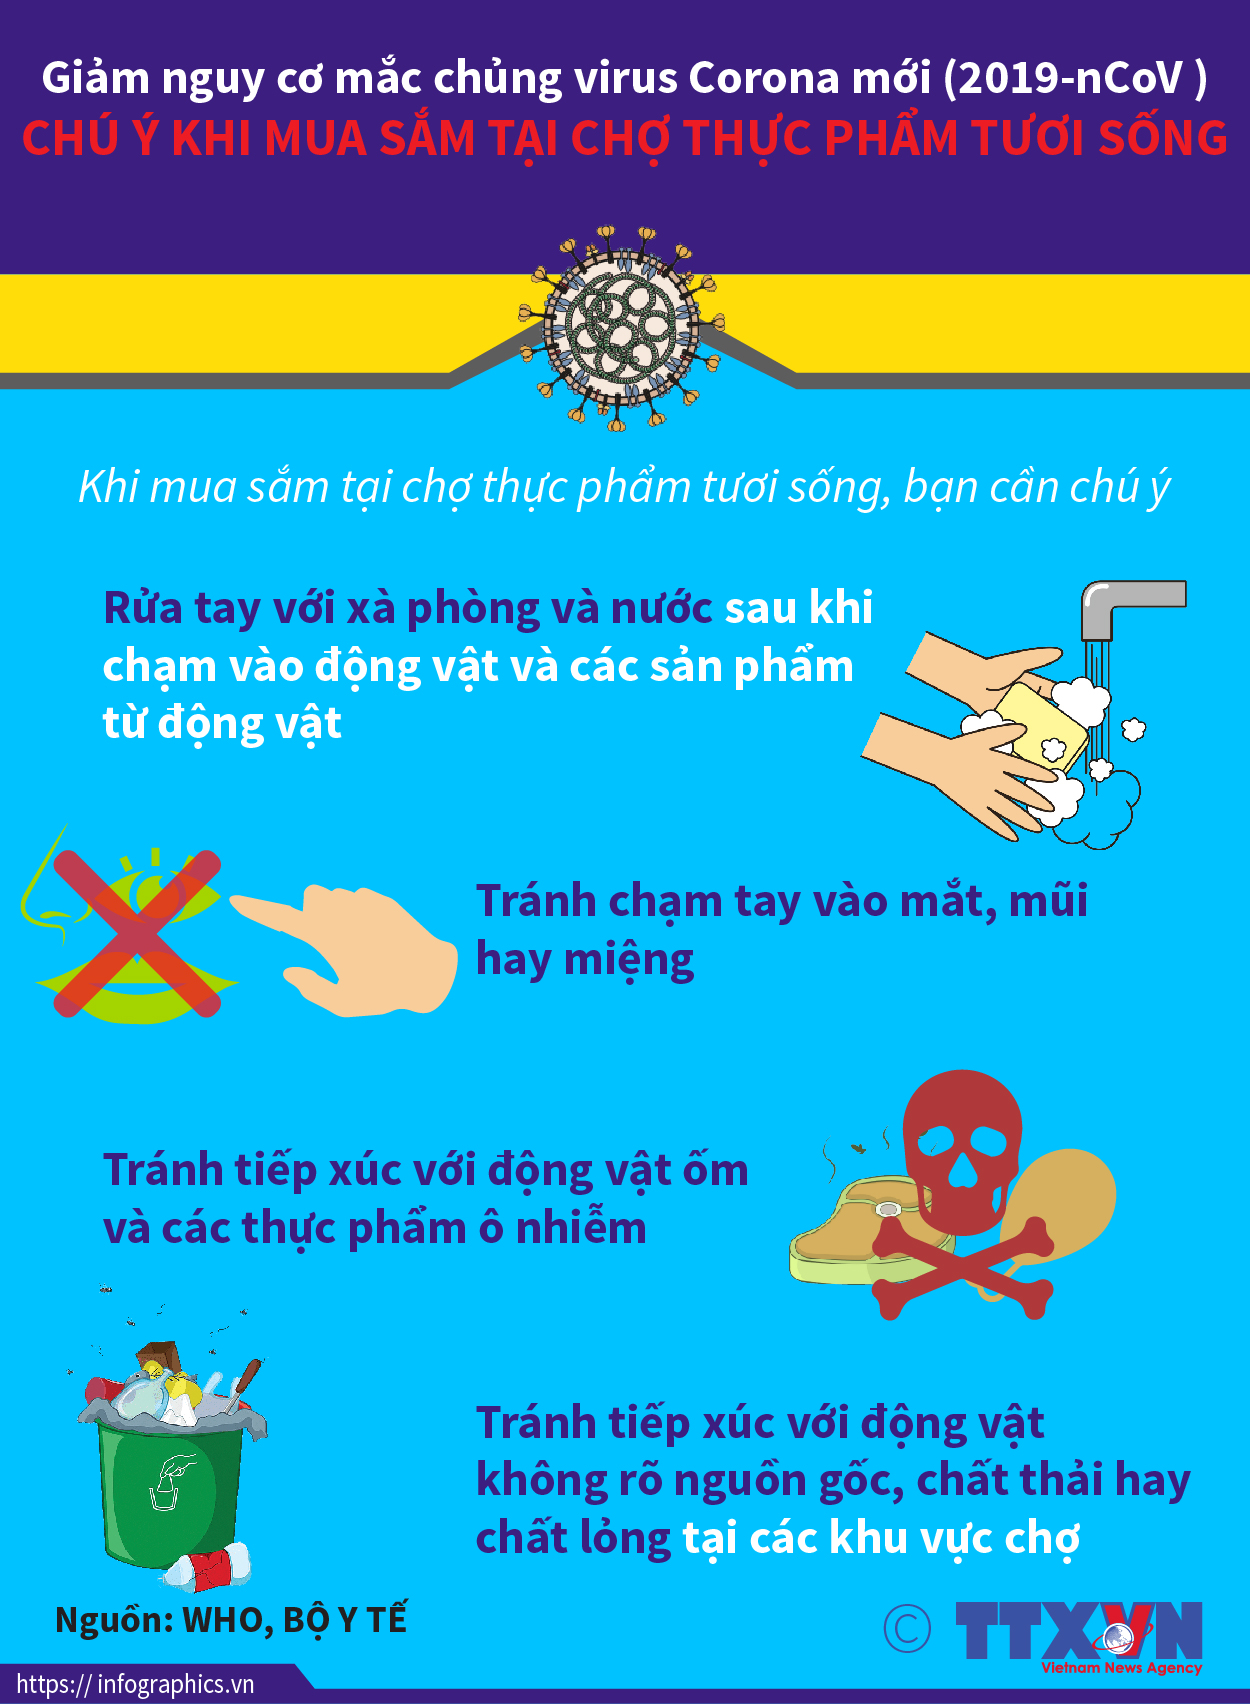 Giảm nguy cơ mắc chủng virus Corona mới (2019-nCoV )
CHÚ Ý KHI MUA SẮM TẠI CHỢ THỰC PHẨM TƯƠI SỐNG
Khi mua sắm tại chợ thực phẩm tươi sống, bạn cần chú ý
Rửa tay với xà phòng và nước sau khi
chạm vào động vật và các sản phẩm
từ động vật
Tránh chạm tay vào mắt, mũi
hay miệng
Tránh tiếp xúc với động vật ốm
và các thực phẩm ô nhiễm
Tránh tiếp xúc với động vật
không rõ nguồn gốc, chất thải hay
chất lỏng tại các khu vực chợ
Nguồn: WHO, BỘ Y TẾ
© TTXVN
Vietnam News Agency
https:// infographics.vn